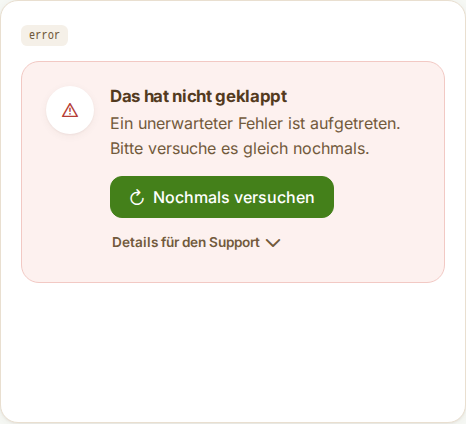 error
Das hat nicht geklappt
Ein unerwarteter Fehler ist aufgetreten.
Bitte versuche es gleich nochmals.
Nochmals versuchen
Details für den Support